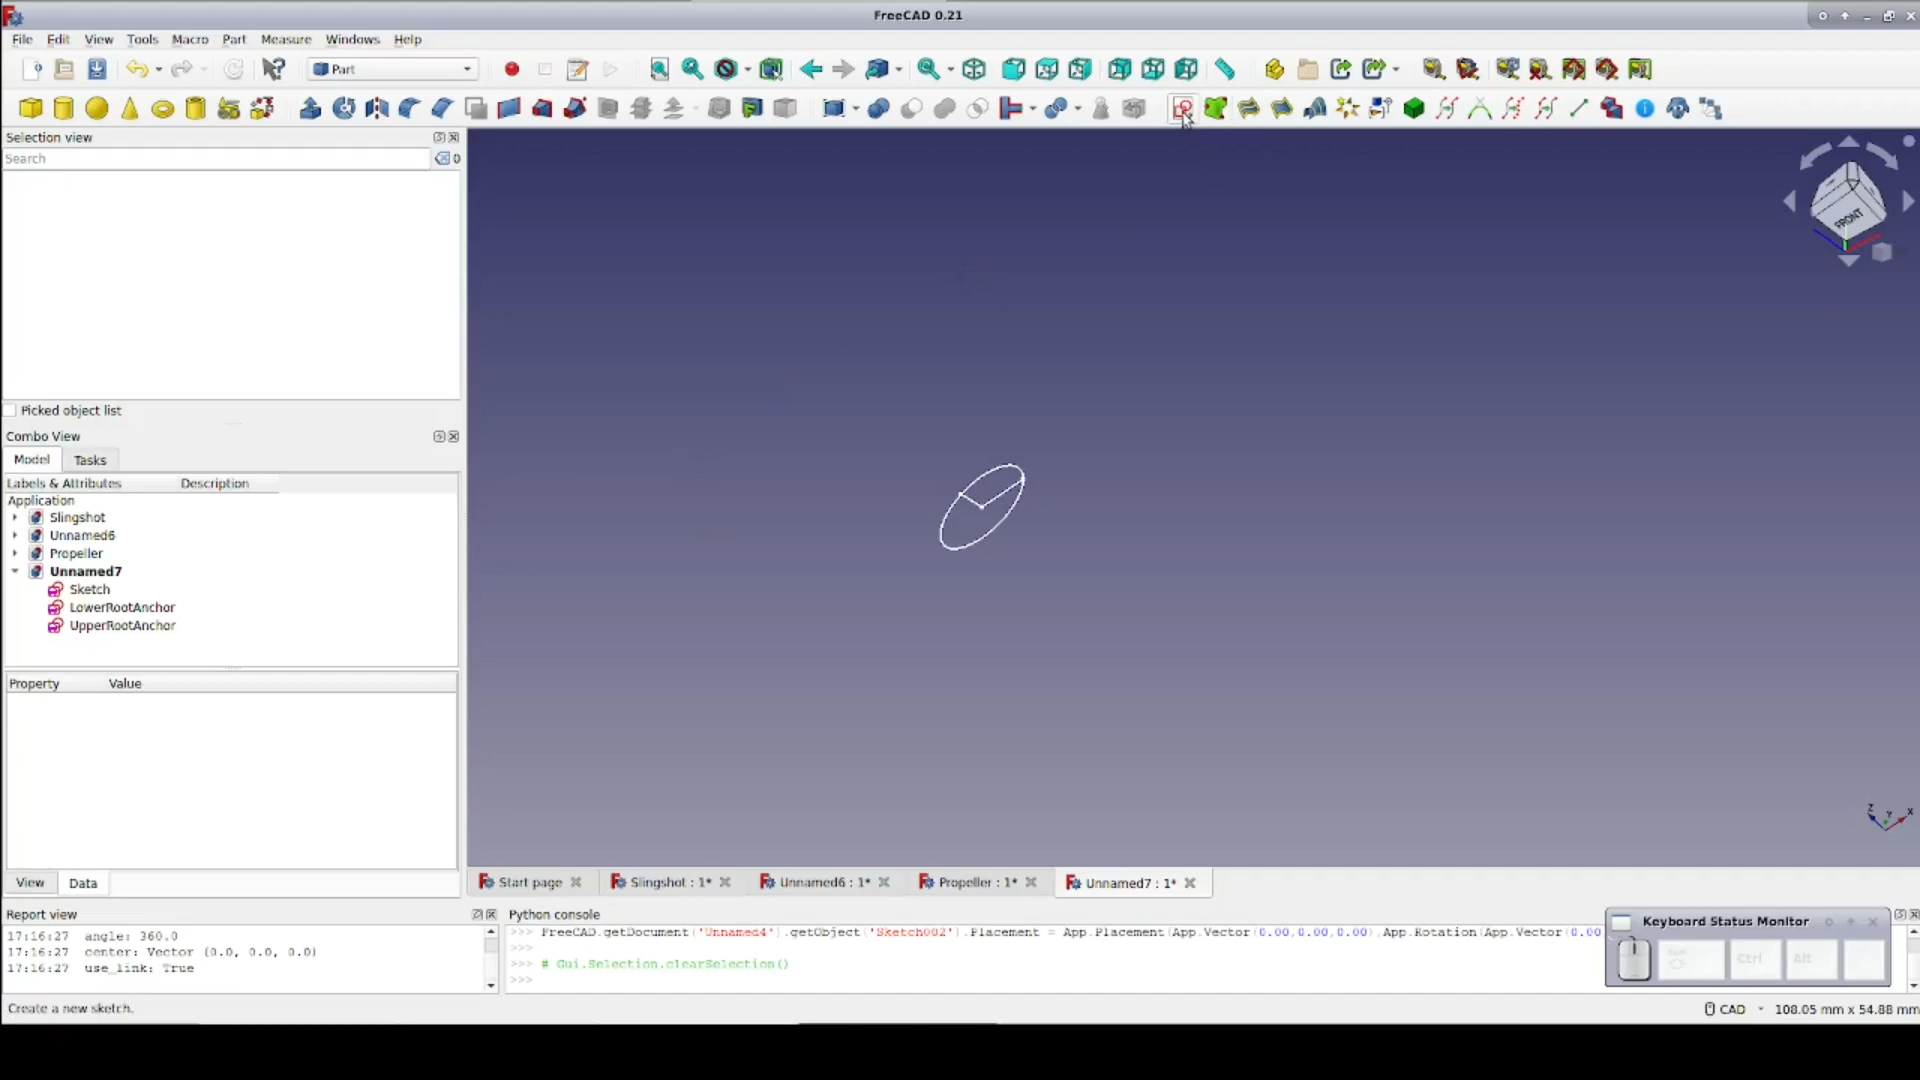 FreeCAD 0.21
File Edit View Tools Macro Part Measure Windows Help
Part
Selection view
Search
0
FRONT
Picked object list
Combo View
Model Tasks
Labels & Attributes Description
Application
Slingshot
Unnamed6
Propeller
Unnamed7
Sketch
LowerRootAnchor
UpperRootAnchor
Property Value
Z Y X
View Data
Start page Slingshot : 1* Unnamed6 : 1* Propeller : 1* Unnamed7 : 1*
Report view
17:16:27 angle: 360.0
17:16:27 center: Vector (0.0, 0.0, 0.0)
17:16:27 use_link: True
Python console
>>> FreeCAD.getDocument('Unnamed4').getObject('Sketch002').Placement = App.Placement(App.Vector(0.00,0.00,0.00),App.Rotation(App.Vector(0.00
>>>
>>> # Gui.Selection.clearSelection()
>>>
Keyboard Status Monitor
Ctrl Alt
Create a new sketch.
CAD 108.05 mm x 54.88 mm